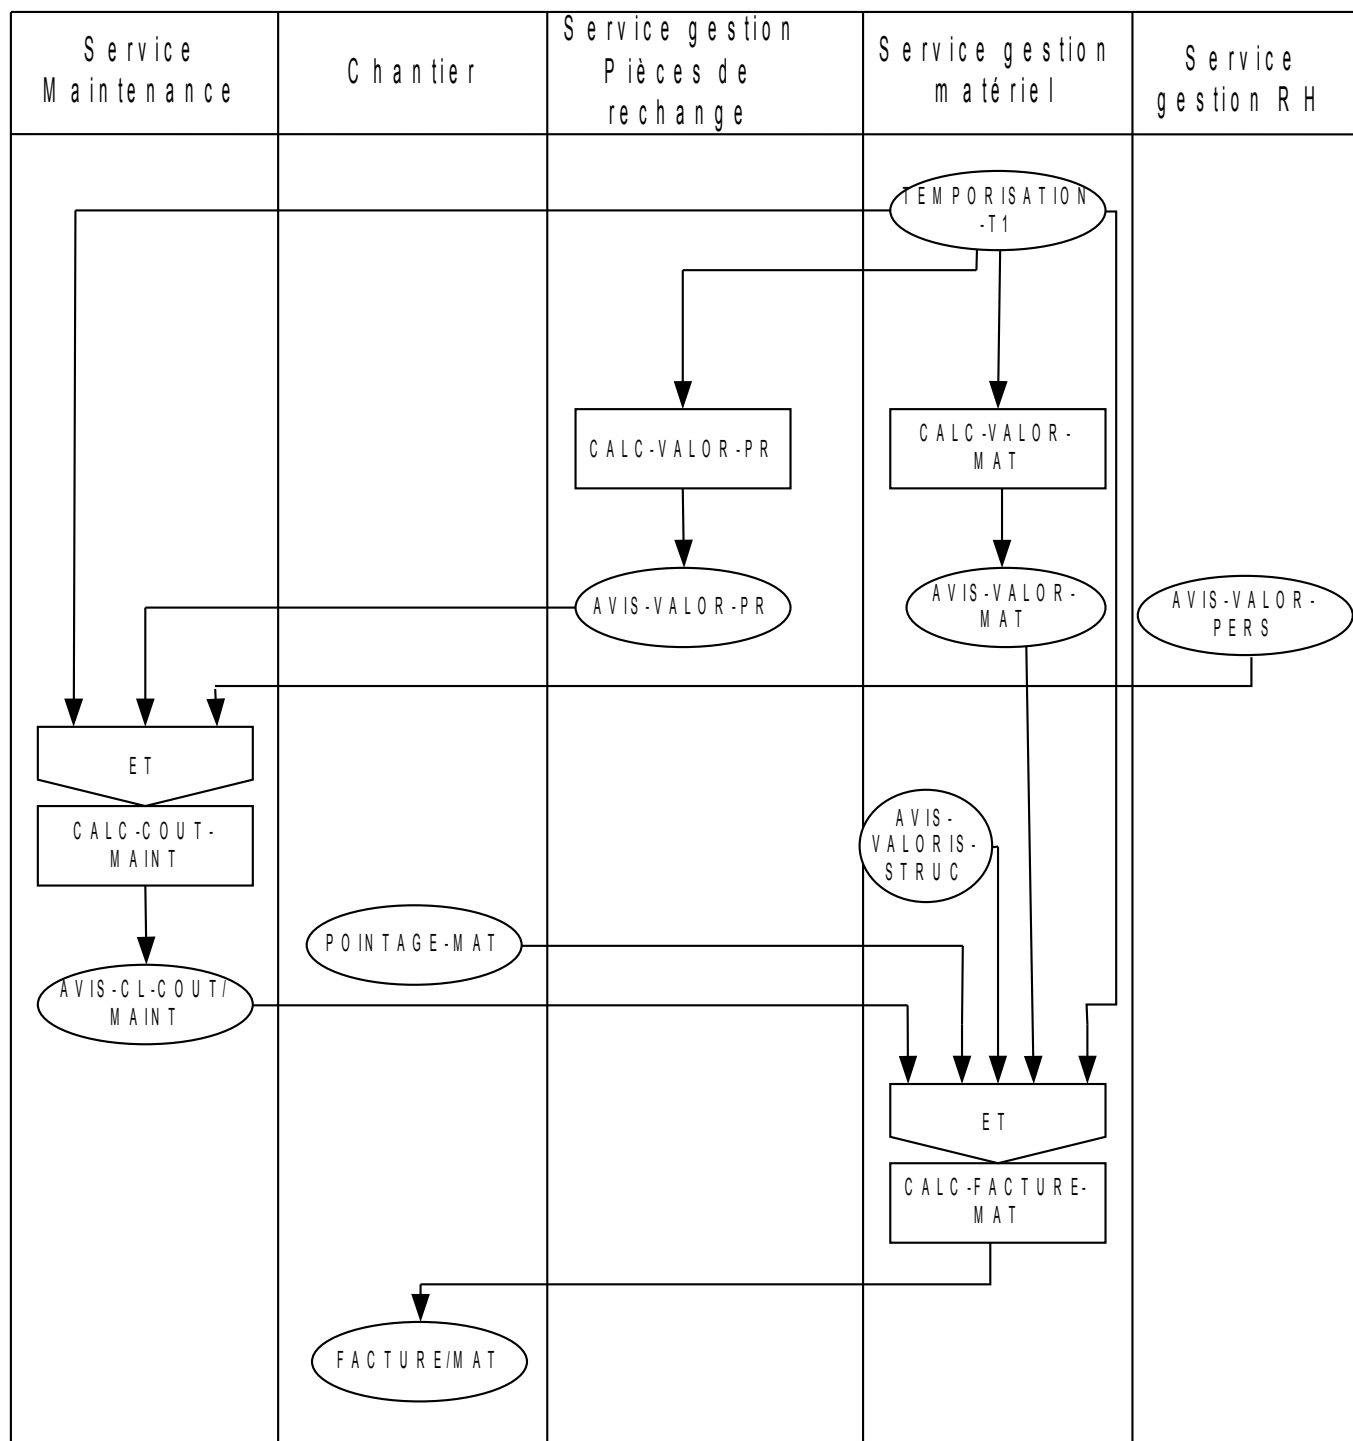 Service
Maintenance
Chantier
Service gestion
Pièces de
rechange
Service gestion
matériel
Service
gestion RH
TEMPORISATION
-T1
CALC-VALOR-PR
CALC-VALOR-
MAT
AVIS-VALOR-PR
AVIS-VALOR-
MAT
AVIS-VALOR-
PERS
ET
CALC-COUT-
MAINT
AVIS-
VALORIS-
STRUC
POINTAGE-MAT
AVIS-CL-COUT/
MAINT
ET
CALC-FACTURE-
MAT
FACTURE/MAT